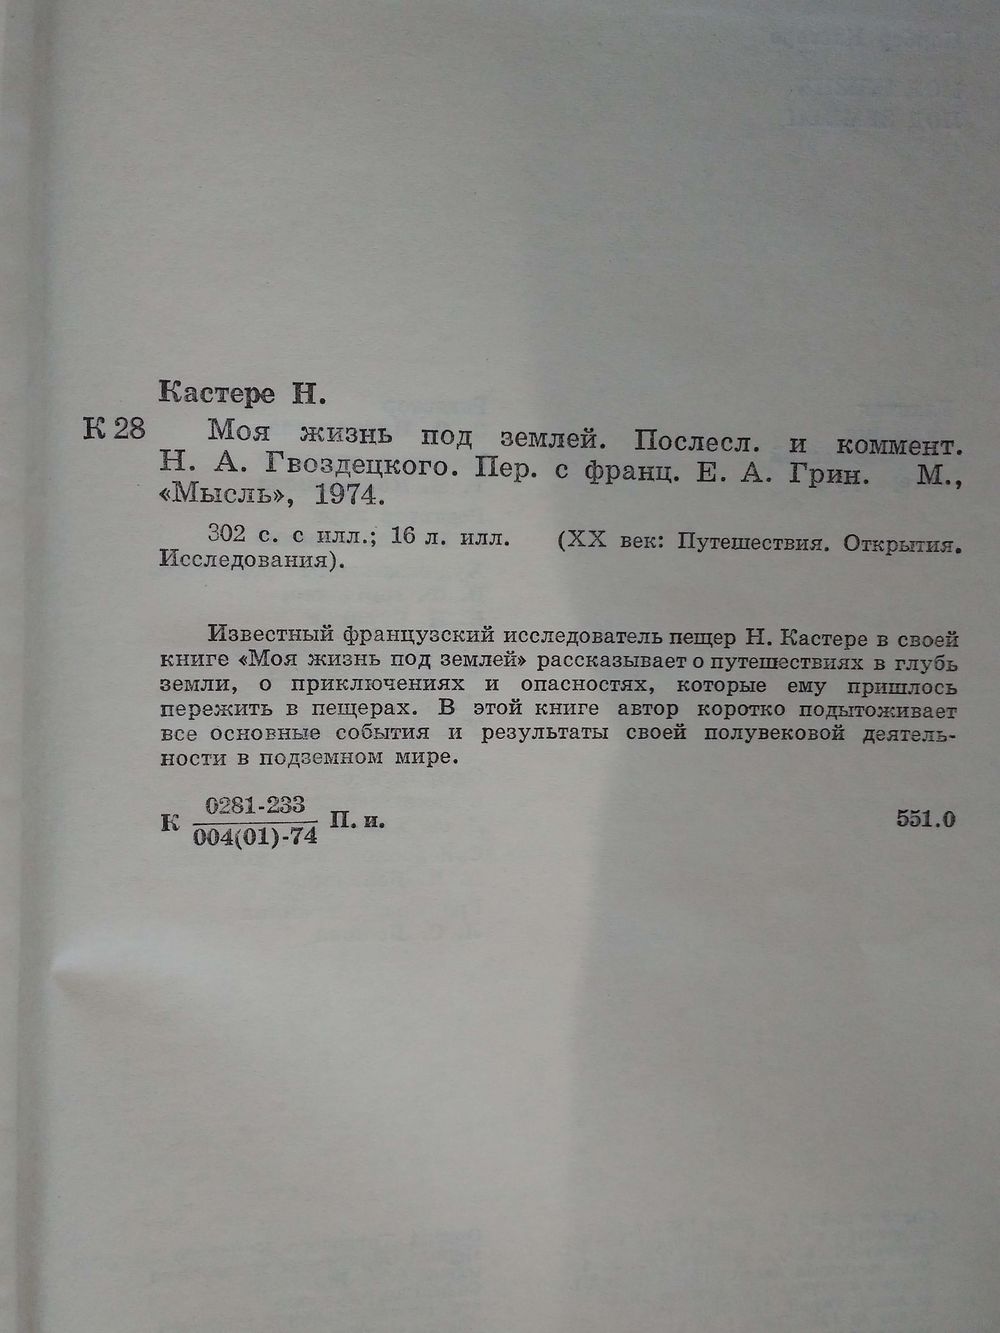 Кастере Н.
К 28 Моя жизнь под землей. Послесл. и коммент.
Н. А. Гвоздецкого. Пер. с франц. Е. А. Грин. М.,
«Мысль», 1974.
302 с. с илл.; 16 л. илл. (XX век: Путешествия. Открытия.
Исследования).
Известный французский исследователь пещер Н. Кастере в своей
книге «Моя жизнь под землей» рассказывает о путешествиях в глубь
земли, о приключениях и опасностях, которые ему пришлось
пережить в пещерах. В этой книге автор коротко подытоживает
все основные события и результаты своей полувековой деятель-
ности в подземном мире.
0281-233
К П. и. 551.0
004(01)-74